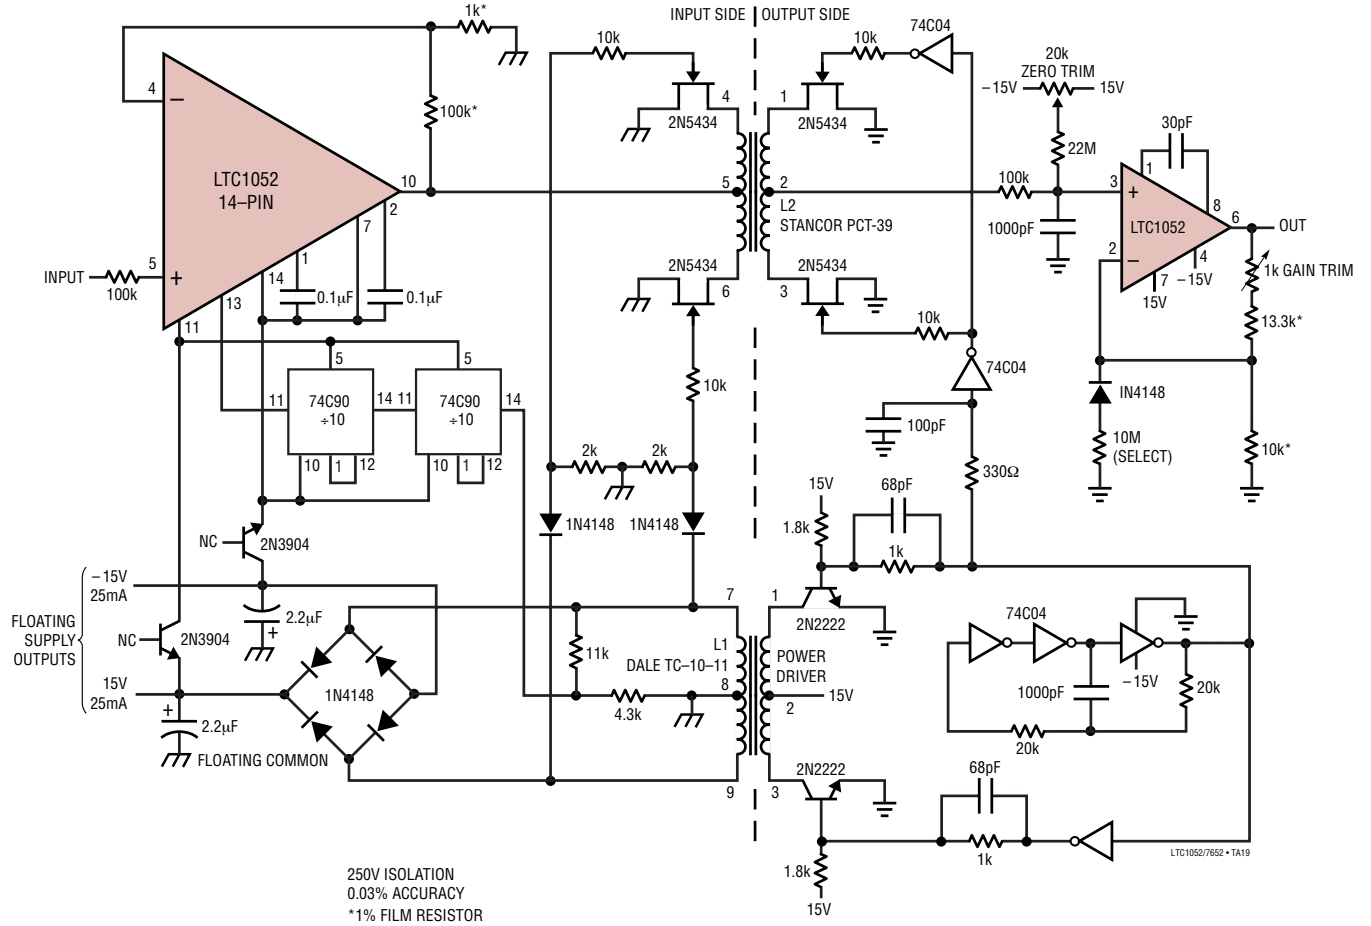 1k*
INPUT SIDE
OUTPUT SIDE
74C04
10k
10k
20k
ZERO TRIM
−15V
15V
4
−
100k*
4
1
2N5434
2N5434
22M
30pF
LTC1052
14–PIN
10
2
7
5
2
L2
STANCOR PCT-39
100k
3
+
1
8
1000pF
LTC1052
6
OUT
2
−
4
−15V
7
15V
1k GAIN TRIM
INPUT
100k
5
+
14
1
13
0.1µF
0.1µF
11
2N5434
2N5434
6
3
10k
13.3k*
5
5
74C90
÷10
74C90
÷10
11
14
11
14
10
1
12
10
1
12
10k
74C04
100pF
IN4148
10M
(SELECT)
10k*
2k
2k
330Ω
15V
68pF
1.8k
1k
1N4148
1N4148
NC
2N3904
−15V
25mA
2.2µF
+
FLOATING
SUPPLY
OUTPUTS
NC
2N3904
15V
25mA
+
2.2µF
FLOATING COMMON
1N4148
7
1
2N2222
11k
L1
DALE TC–10–11
8
POWER
DRIVER
15V
2
4.3k
74C04
−15V
1000pF
20k
20k
9
3
2N2222
68pF
1k
1.8k
15V
LTC1052/7652 • TA19
250V ISOLATION
0.03% ACCURACY
*1% FILM RESISTOR